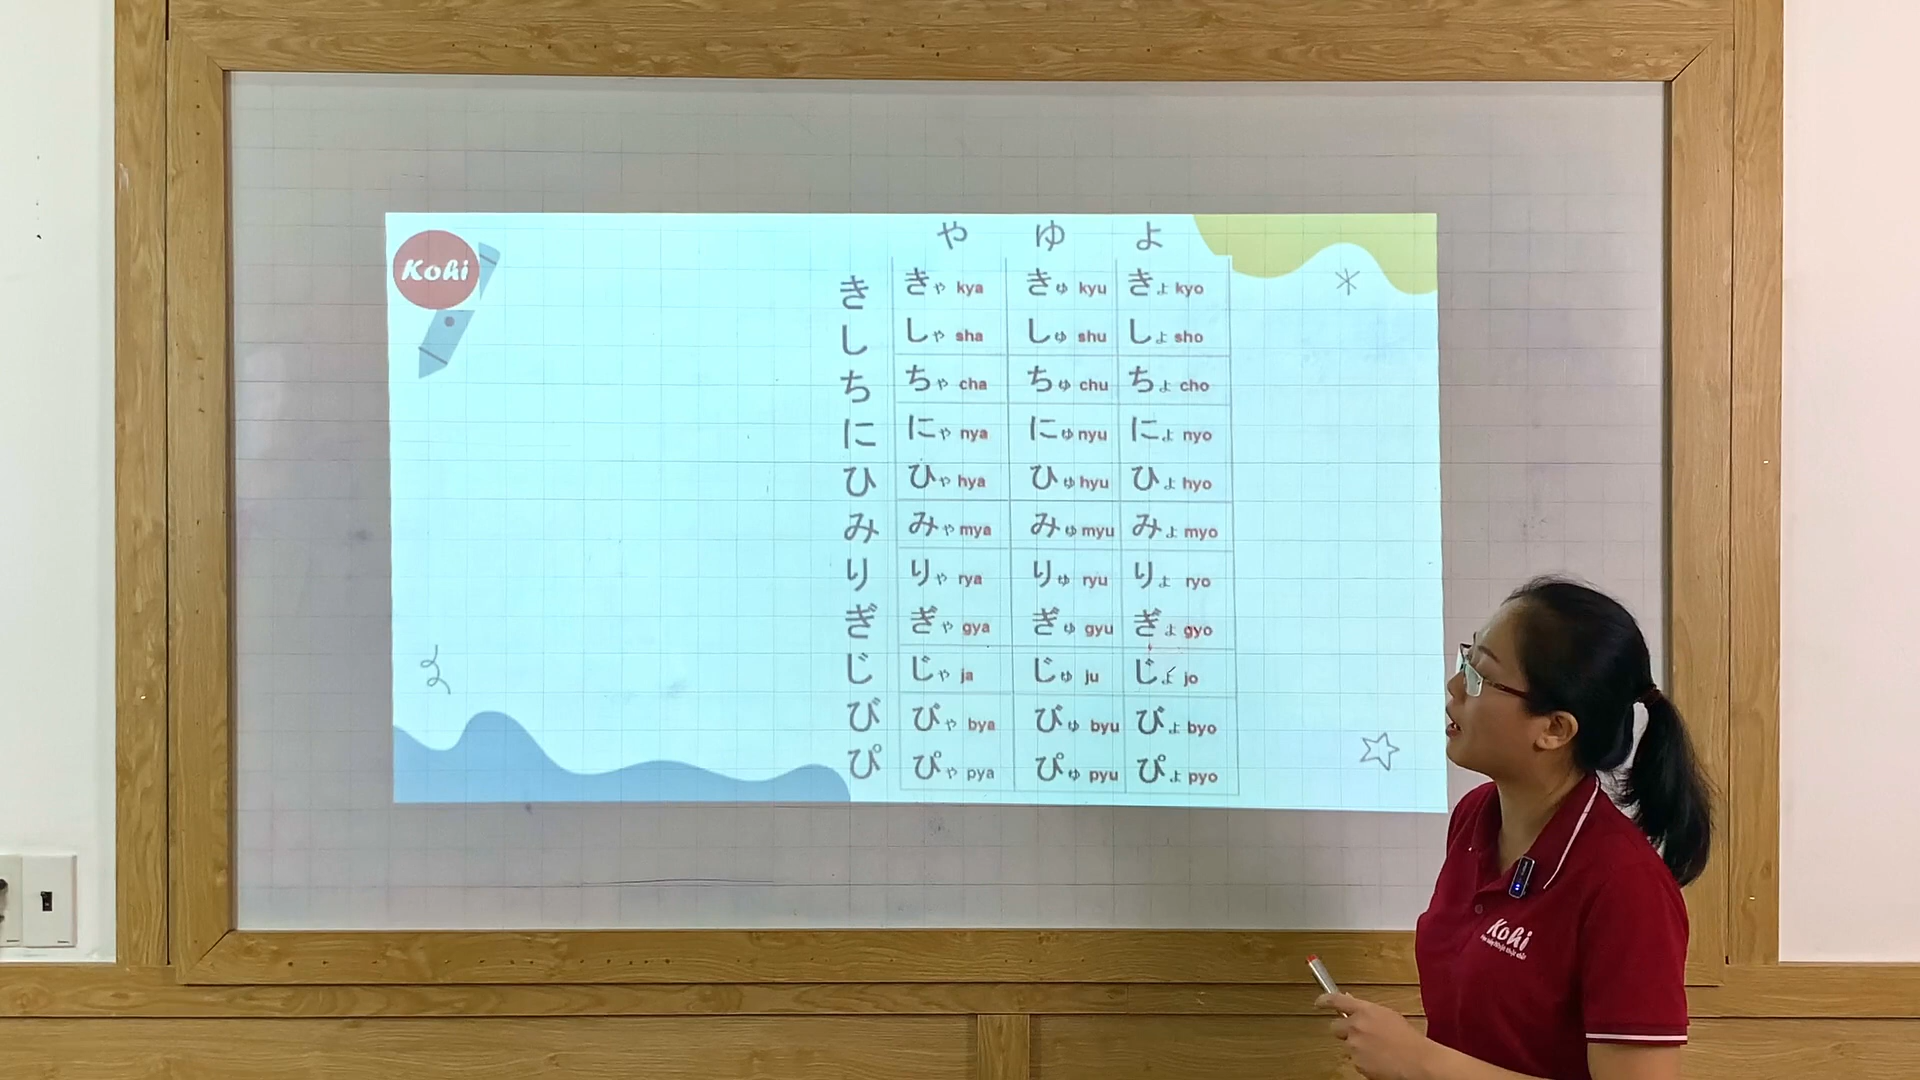 Kohi
や ゆ よ
き きゃ kya きゅ kyu きょ kyo
し しゃ sha しゅ shu しょ sho
ち ちゃ cha ちゅ chu ちょ cho
に にゃ nya にゅ nyu にょ nyo
ひ ひゃ hya ひゅ hyu ひょ hyo
み みゃ mya みゅ myu みょ myo
り りゃ rya りゅ ryu りょ ryo
ぎ ぎゃ gya ぎゅ gyu ぎょ gyo
じ じゃ ja じゅ ju じょ jo
び びゃ bya びゅ byu びょ byo
ぴ ぴゃ pya ぴゅ pyu ぴょ pyo
Kohi